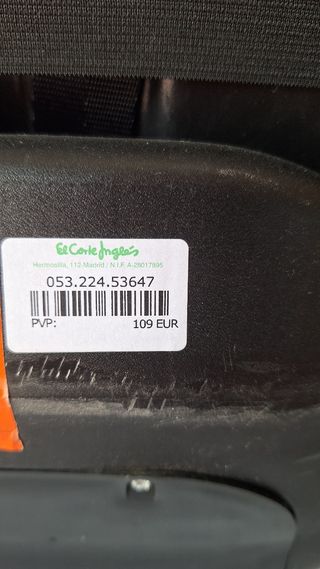 El Corte Inglés
Hermosilla, 112-Madrid / N.I.F. A-28017895
053.224.53647
PVP: 109 EUR